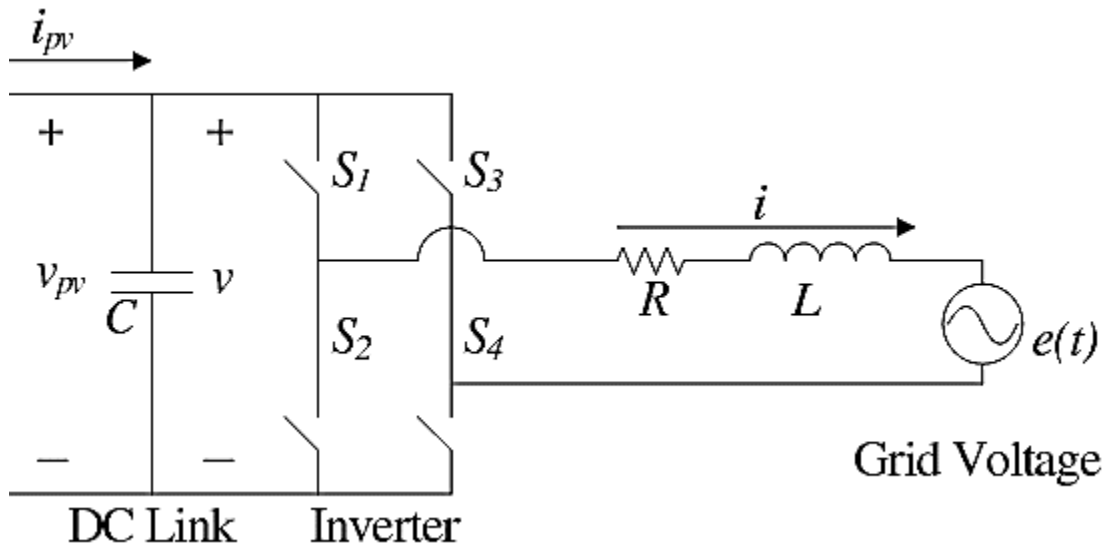 i_pv
+ +
S_1 S_3
i
v_pv C v
R L
S_2 S_4
e(t)
− −
Grid Voltage
DC Link Inverter